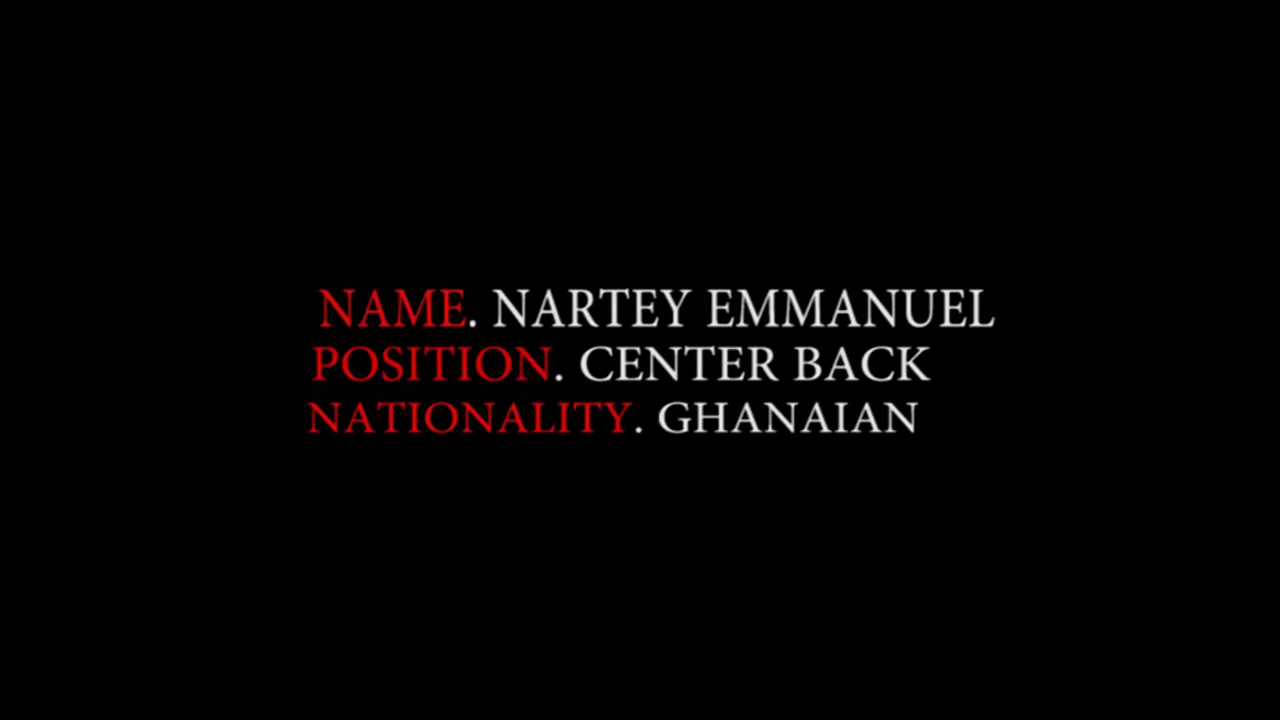 NAME. NARTEY EMMANUEL
POSITION. CENTER BACK
NATIONALITY. GHANAIAN